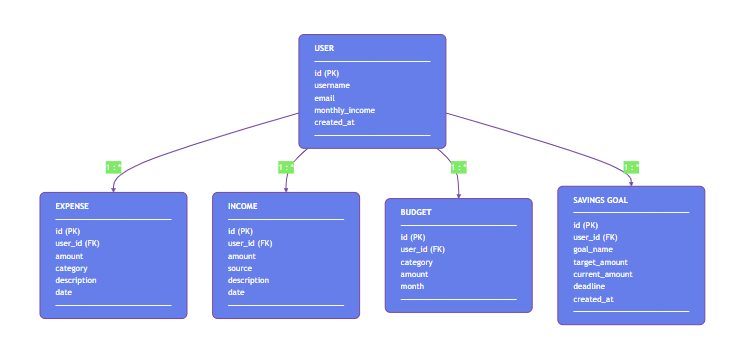 USER
id (PK)
username
email
monthly_income
created_at
1 : *
1 : *
1 : *
1 : *
EXPENSE
id (PK)
user_id (FK)
amount
category
description
date
INCOME
id (PK)
user_id (FK)
amount
source
description
date
BUDGET
id (PK)
user_id (FK)
category
amount
month
SAVINGS GOAL
id (PK)
user_id (FK)
goal_name
target_amount
current_amount
deadline
created_at